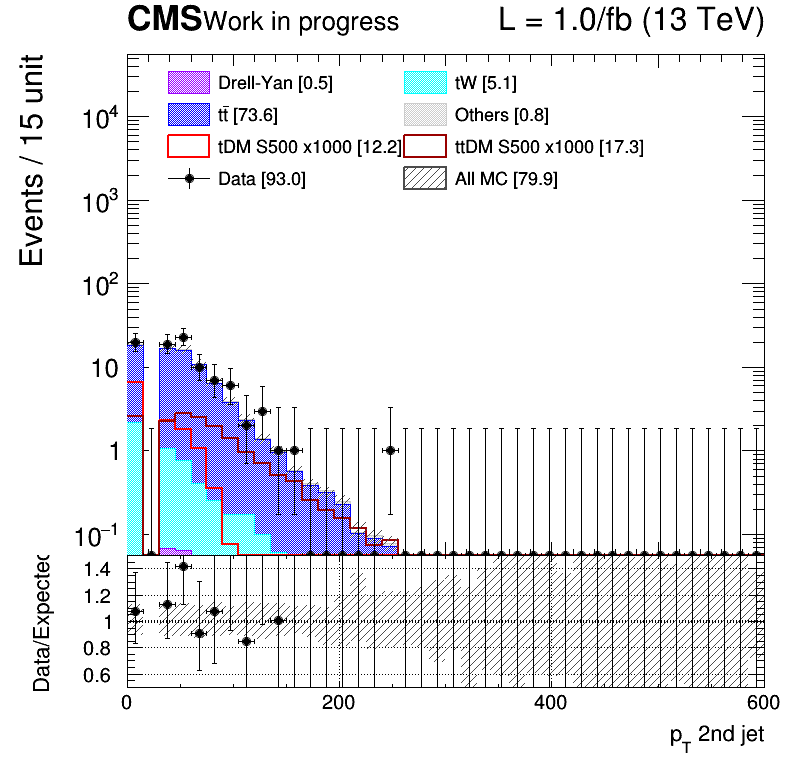 CMS Work in progress L = 1.0/fb (13 TeV)
Events / 15 unit
Drell-Yan [0.5] tW [5.1]
tt̄ [73.6] Others [0.8]
tDM S500 x1000 [12.2] ttDM S500 x1000 [17.3]
Data [93.0] All MC [79.9]
10⁴
10³
10²
10
1
10⁻¹
Data/Expected
1.4
1.2
1
0.8
0.6
0 200 400 600
p_T 2nd jet